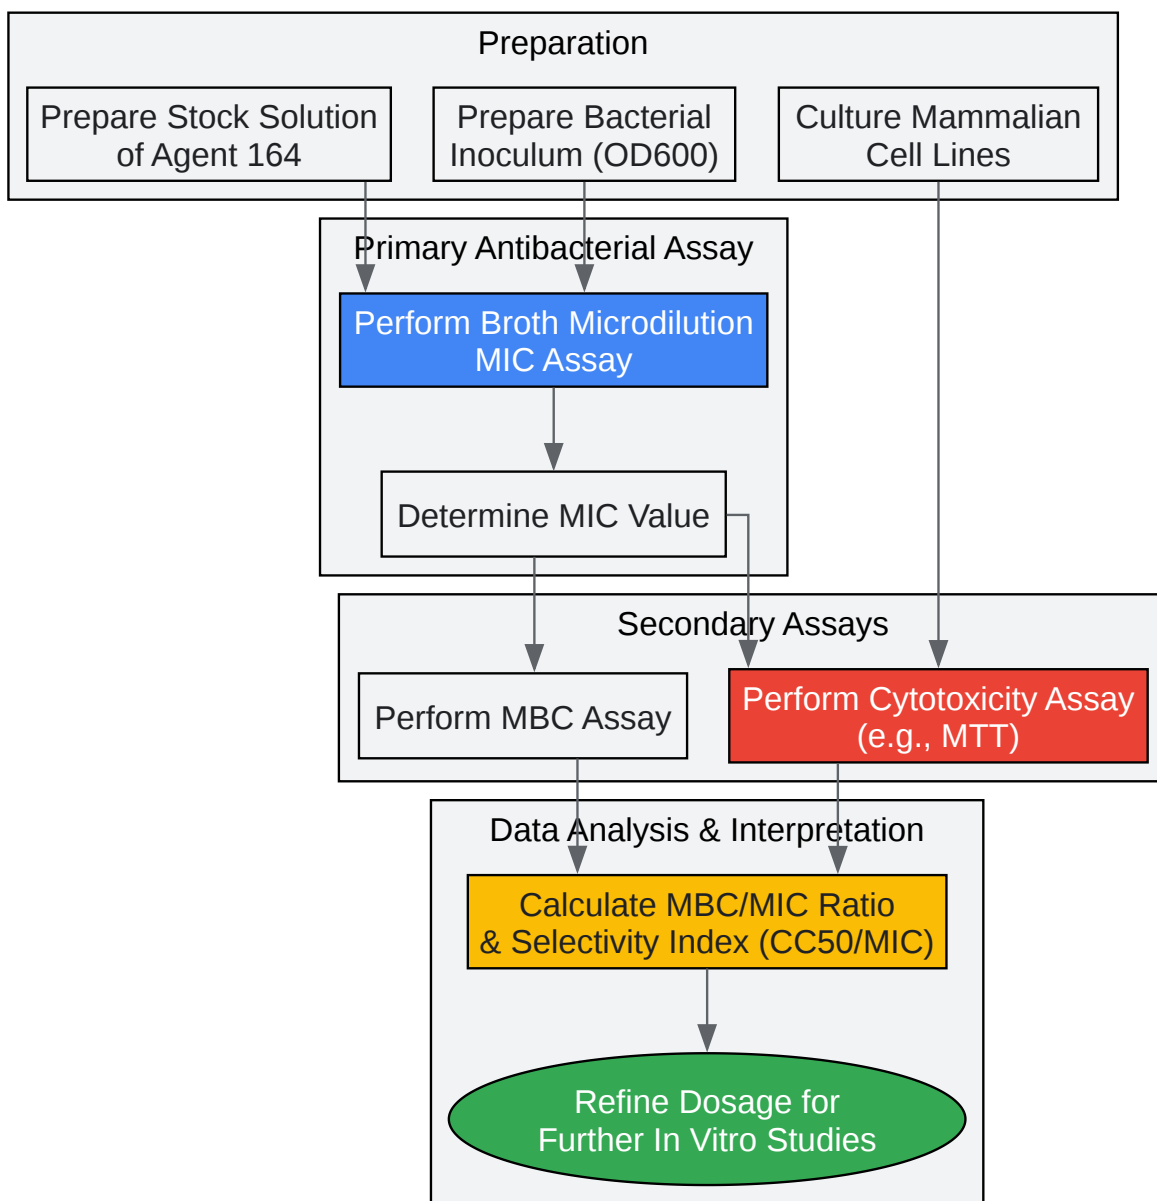 Preparation
Prepare Stock Solution
of Agent 164
Prepare Bacterial
Inoculum (OD600)
Culture Mammalian
Cell Lines
Primary Antibacterial Assay
Perform Broth Microdilution
MIC Assay
Determine MIC Value
Secondary Assays
Perform MBC Assay
Perform Cytotoxicity Assay
(e.g., MTT)
Data Analysis & Interpretation
Calculate MBC/MIC Ratio
& Selectivity Index (CC50/MIC)
Refine Dosage for
Further In Vitro Studies